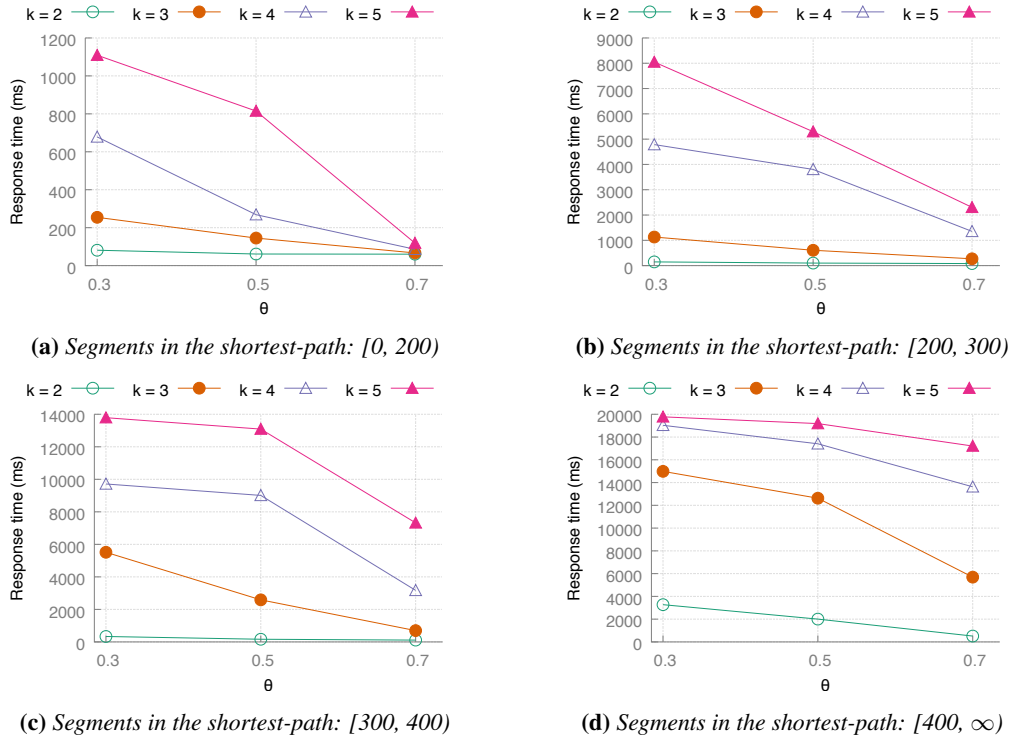 k = 2 k = 3 k = 4 k = 5
1200
1000
800
600
400
200
0
Response time (ms)
0.3 0.5 0.7
θ
(a) Segments in the shortest-path: [0, 200)
k = 2 k = 3 k = 4 k = 5
9000
8000
7000
6000
5000
4000
3000
2000
1000
0
Response time (ms)
0.3 0.5 0.7
θ
(b) Segments in the shortest-path: [200, 300)
k = 2 k = 3 k = 4 k = 5
14000
12000
10000
8000
6000
4000
2000
0
Response time (ms)
0.3 0.5 0.7
θ
(c) Segments in the shortest-path: [300, 400)
k = 2 k = 3 k = 4 k = 5
20000
18000
16000
14000
12000
10000
8000
6000
4000
2000
0
Response time (ms)
0.3 0.5 0.7
θ
(d) Segments in the shortest-path: [400, ∞)